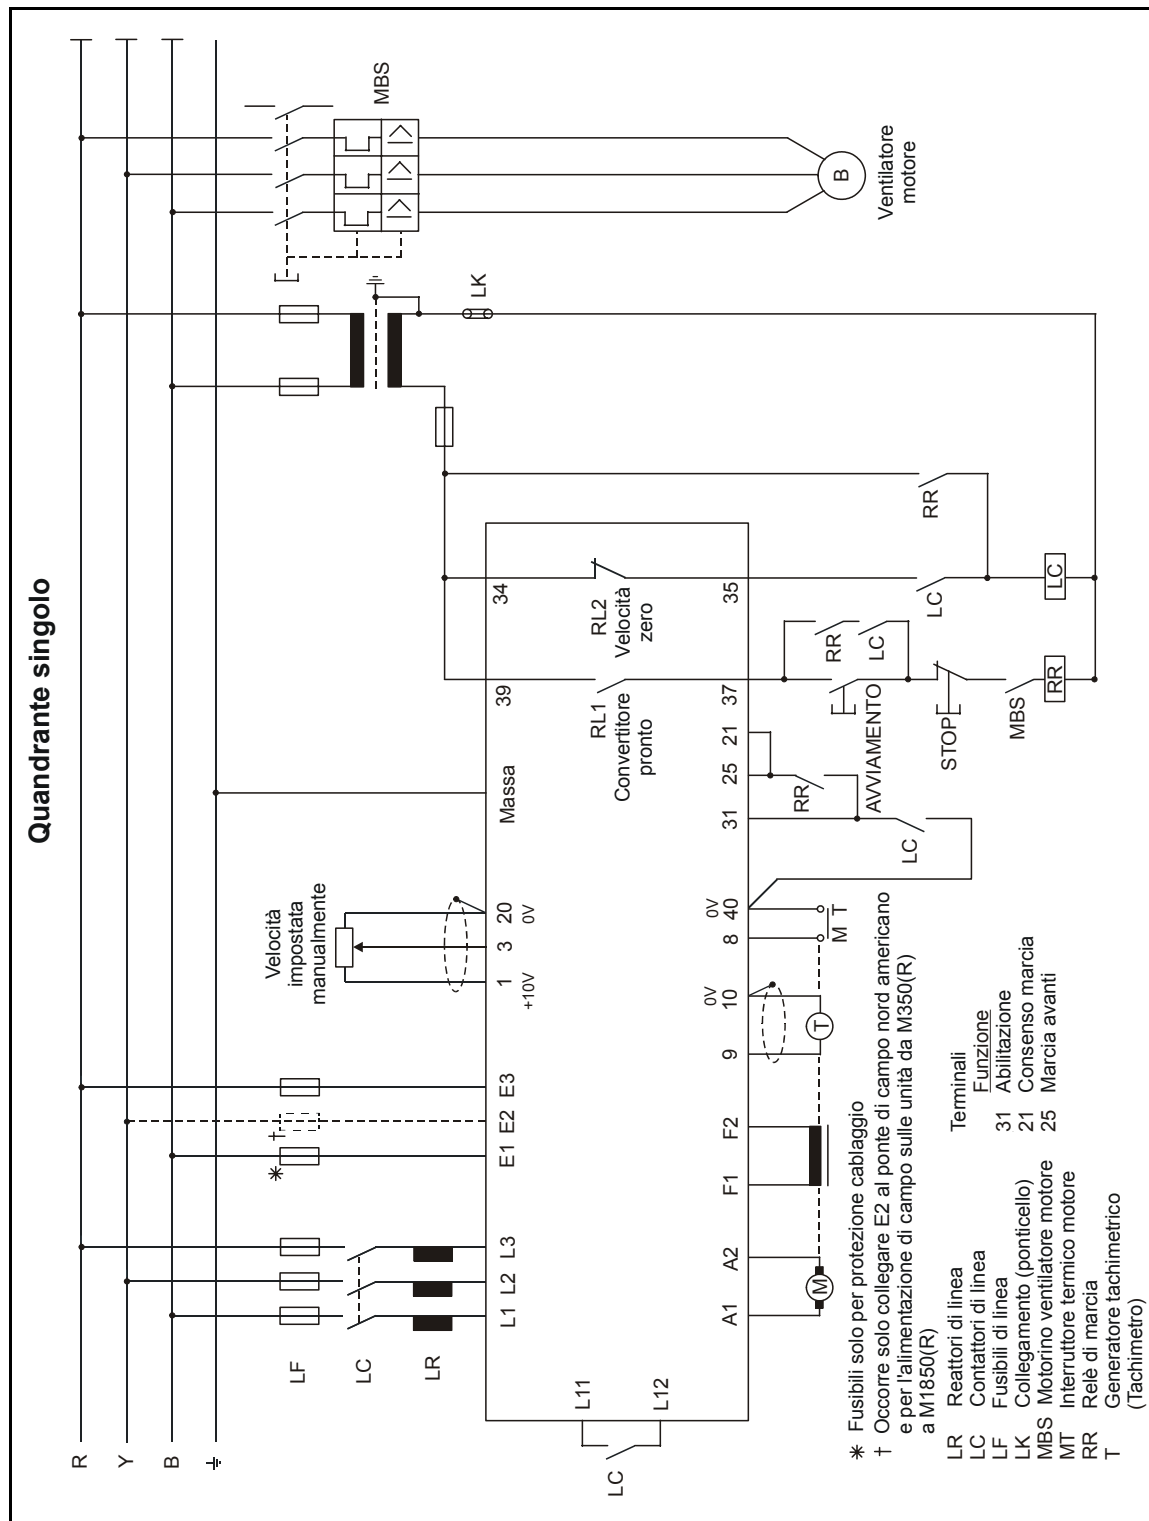 Quandrante singolo
R
Y
B
LF
LC
LR
L1
L2
L3
E1
E2
E3
*
†
Velocità
impostata
manualmente
1
3
20
+10V
0V
Massa
39
34
MBS
LK
B
Ventilatore
motore
RL1
Convertitore
pronto
RL2
Velocità
zero
L11
L12
LC
A1
A2
F1
F2
9
10
0V
8
40
0V
31
25
21
37
35
M
T
M
T
LC
RR
AVVIAMENTO
RR
LC
STOP
MBS
RR
LC
LC
RR
* Fusibili solo per protezione cablaggio
† Occorre solo collegare E2 al ponte di campo nord americano
e per l'alimentazione di campo sulle unità da M350(R)
a M1850(R)
LR Reattori di linea
LC Contattori di linea
LF Fusibili di linea
LK Collegamento (ponticello)
MBS Motorino ventilatore motore
MT Interruttore termico motore
RR Relè di marcia
T Generatore tachimetrico
(Tachimetro)
Terminali
Funzione
31 Abilitazione
21 Consenso marcia
25 Marcia avanti